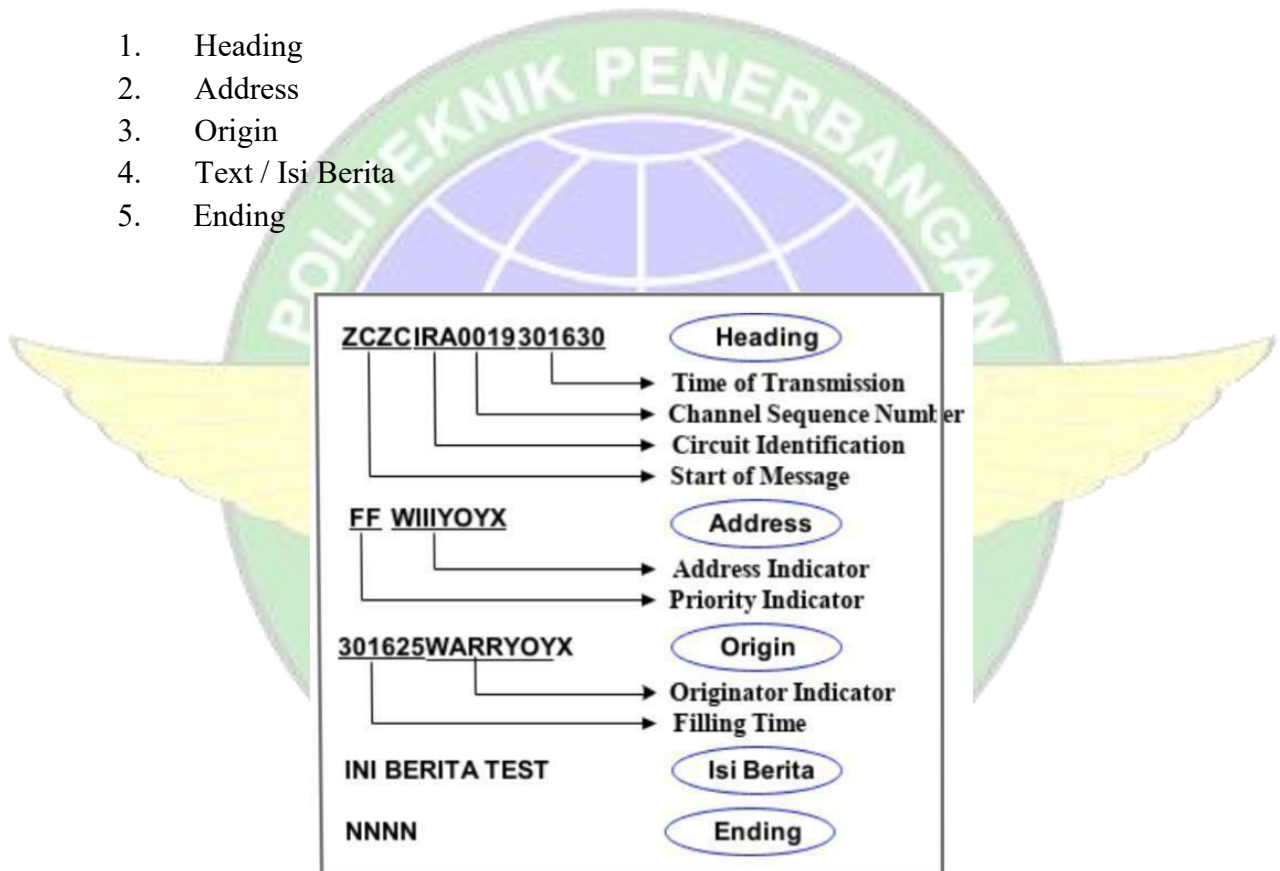 POLITEKNIK PENERBANGAN
1. Heading
2. Address
3. Origin
4. Text / Isi Berita
5. Ending
ZCZCIRA0019301630 Heading
Time of Transmission
Channel Sequence Number
Circuit Identification
Start of Message
FF WIIIYOYX Address
Address Indicator
Priority Indicator
301625WARRYOYX Origin
Originator Indicator
Filling Time
INI BERITA TEST Isi Berita
NNNN Ending